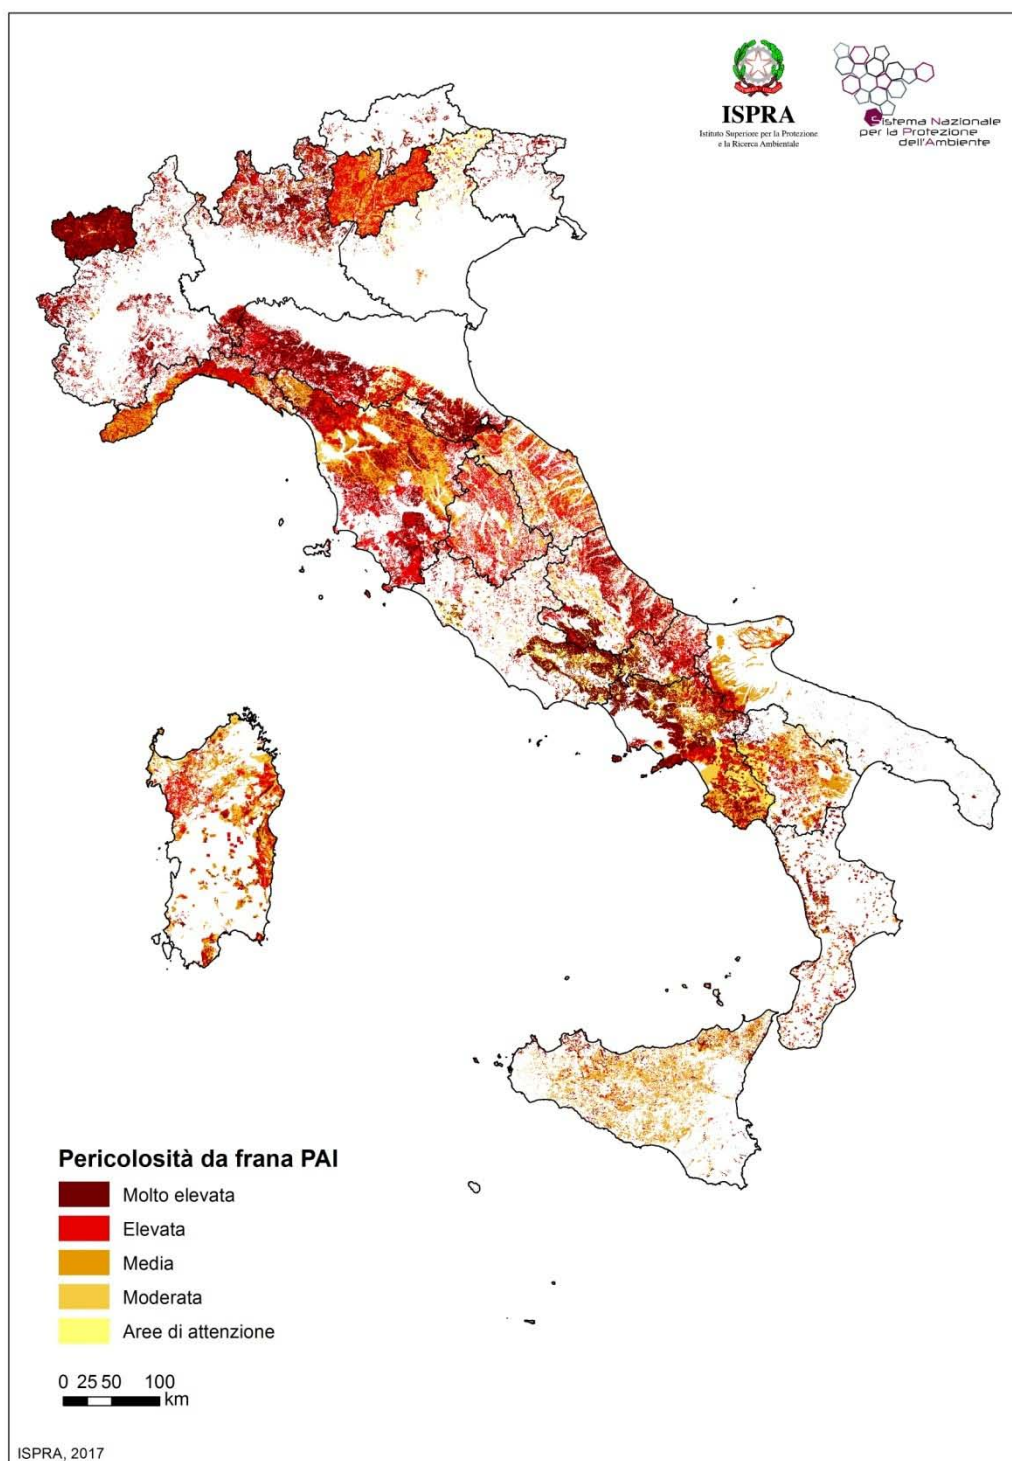 ISPRA
Istituto Superiore per la Protezione
e la Ricerca Ambientale
Sistema Nazionale
per la Protezione
dell'Ambiente
Pericolosità da frana PAI
Molto elevata
Elevata
Media
Moderata
Aree di attenzione
0 25 50 100
km
ISPRA, 2017